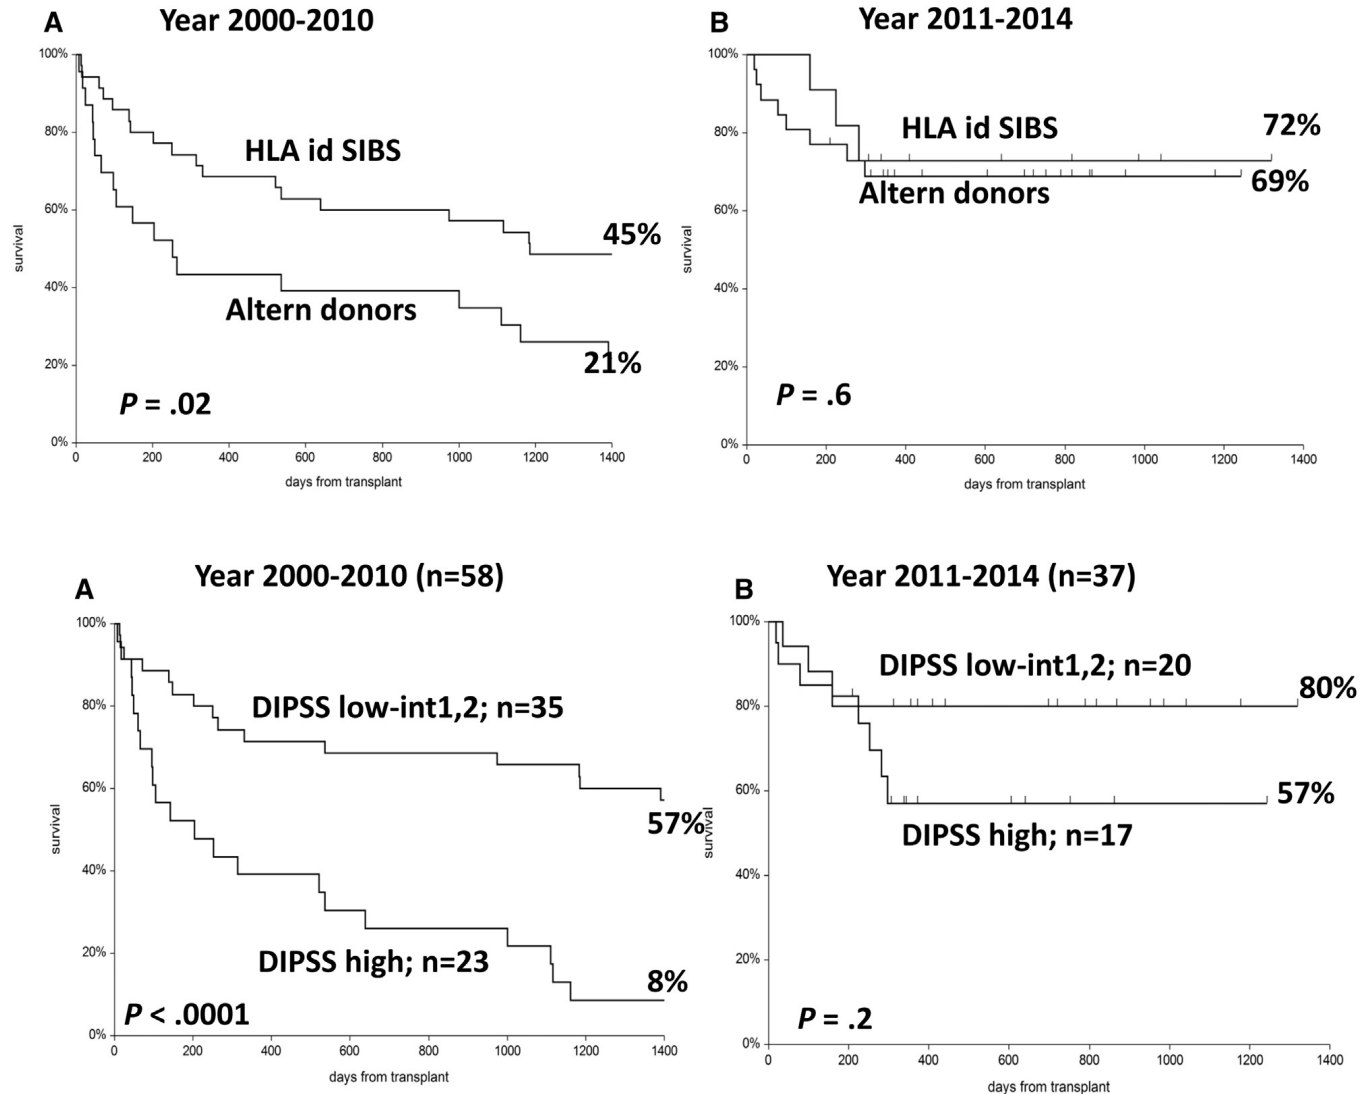 A
Year 2000-2010
100%
80%
60%
40%
20%
0%
survival
HLA id SIBS
45%
Altern donors
21%
P = .02
0 200 400 600 800 1000 1200 1400
days from transplant
B
Year 2011-2014
100%
80%
60%
40%
20%
0%
survival
HLA id SIBS
72%
Altern donors
69%
P = .6
0 200 400 600 800 1000 1200 1400
days from transplant
A
Year 2000-2010 (n=58)
100%
80%
60%
40%
20%
0%
survival
DIPSS low-int1,2; n=35
57%
DIPSS high; n=23
8%
P < .0001
0 200 400 600 800 1000 1200 1400
days from transplant
B
Year 2011-2014 (n=37)
100%
80%
60%
40%
20%
0%
survival
DIPSS low-int1,2; n=20
80%
57%
DIPSS high; n=17
P = .2
0 200 400 600 800 1000 1200 1400
days from transplant